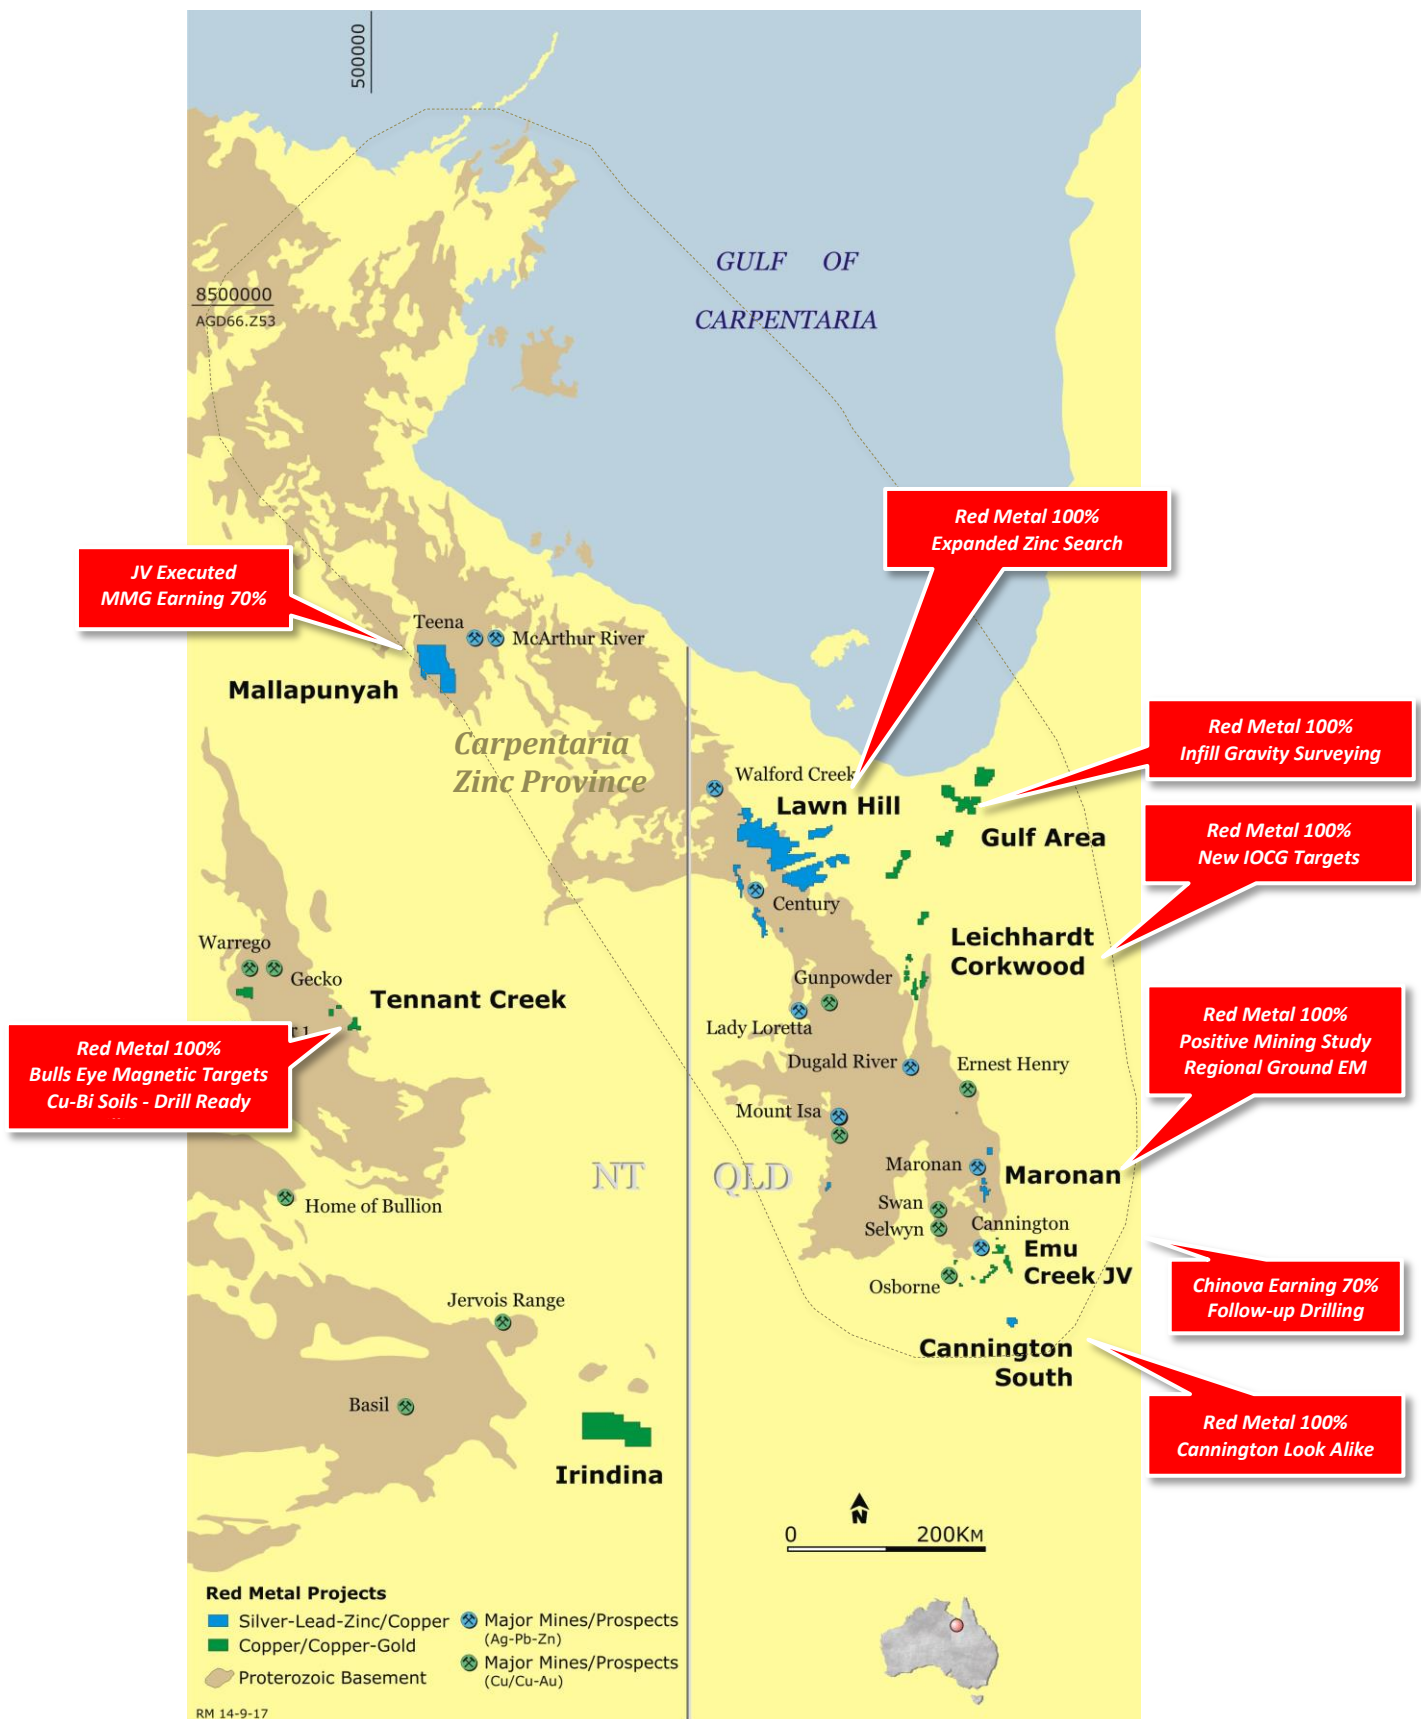 500000
GULF OF
CARPENTARIA
8500000
AGD66.Z53
Red Metal 100%
Expanded Zinc Search
JV Executed
MMG Earning 70%
Teena
McArthur River
Mallapunyah
Carpentaria
Zinc Province
Red Metal 100%
Infill Gravity Surveying
Walford Creek
Lawn Hill
Gulf Area
Red Metal 100%
New IOCG Targets
Century
Leichhardt
Corkwood
Warrego
Gecko
Tennant Creek
Gunpowder
Lady Loretta
Red Metal 100%
Positive Mining Study
Regional Ground EM
Red Metal 100%
Bulls Eye Magnetic Targets
Cu-Bi Soils - Drill Ready
Dugald River
Ernest Henry
Mount Isa
NT
QLD
Maronan
Maronan
Home of Bullion
Swan
Selwyn
Cannington
Emu
Creek JV
Osborne
Chinova Earning 70%
Follow-up Drilling
Jervois Range
Cannington
South
Basil
Red Metal 100%
Cannington Look Alike
Irindina
N
0 200KM
Red Metal Projects
Silver-Lead-Zinc/Copper
Copper/Copper-Gold
Proterozoic Basement
Major Mines/Prospects
(Ag-Pb-Zn)
Major Mines/Prospects
(Cu/Cu-Au)
RM 14-9-17